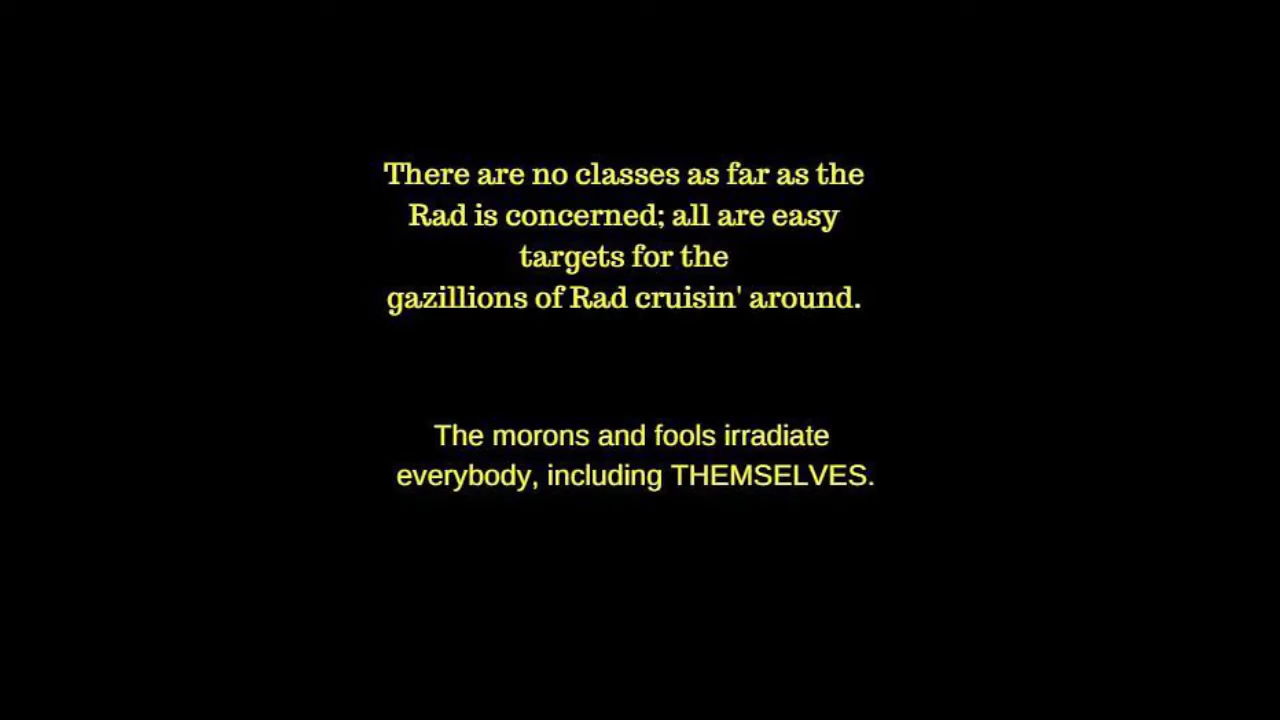 There are no classes as far as the
Rad is concerned; all are easy
targets for the
gazillions of Rad cruisin' around.
The morons and fools irradiate
everybody, including THEMSELVES.